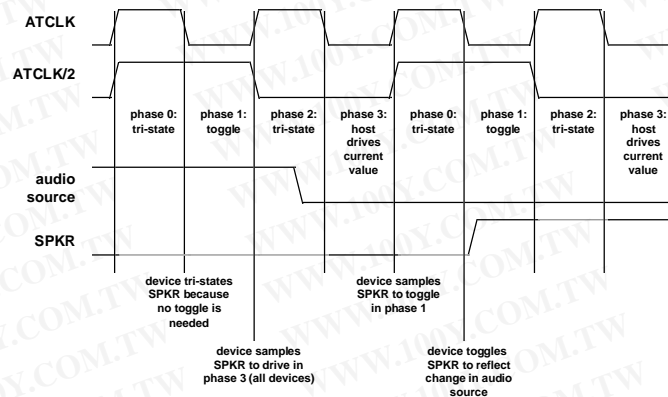 ATCLK
ATCLK/2
phase 0:
tri-state
phase 1:
toggle
phase 2:
tri-state
phase 3:
host
drives
current
value
phase 0:
tri-state
phase 1:
toggle
phase 2:
tri-state
phase 3:
host
drives
current
value
audio
source
SPKR
device tri-states
SPKR because
no toggle is
needed
device samples
SPKR to toggle
in phase 1
device samples
SPKR to drive in
phase 3 (all devices)
device toggles
SPKR to reflect
change in audio
source
WWW.100Y.COM.TW